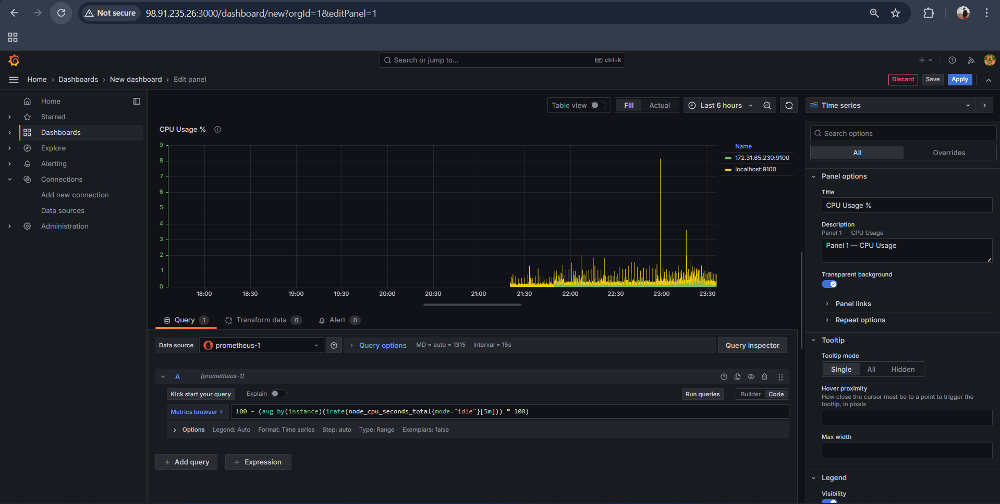 Not secure 98.91.235.26:3000/dashboard/new?orgId=1&editPanel=1
Search or jump to... ctrl+k
Home › Dashboards › New dashboard › Edit panel
Discard Save Apply
Home
Starred
Dashboards
Explore
Alerting
Connections
Add new connection
Data sources
Administration
Table view Fill Actual Last 6 hours
CPU Usage %
9
8
7
6
5
4
3
2
1
0
18:00 18:30 19:00 19:30 20:00 20:30 21:00 21:30 22:00 22:30 23:00 23:30
Name
172.31.65.230:9100
localhost:9100
Query 1 Transform data 0 Alert 0
Data source prometheus-1 Query options MD = auto = 1315 Interval = 15s Query inspector
A (prometheus-1)
Kick start your query Explain Run queries Builder Code
Metrics browser › 100 - (avg by(instance)(irate(node_cpu_seconds_total{mode="idle"}[5m])) * 100)
Options Legend: Auto Format: Time series Step: auto Type: Range Exemplars: false
+ Add query + Expression
Time series
Search options
All Overrides
Panel options
Title
CPU Usage %
Description
Panel 1 — CPU Usage
Panel 1 — CPU Usage
Transparent background
Panel links
Repeat options
Tooltip
Tooltip mode
Single All Hidden
Hover proximity
How close the cursor must be to a point to trigger the
tooltip, in pixels
Max width
Legend
Visibility